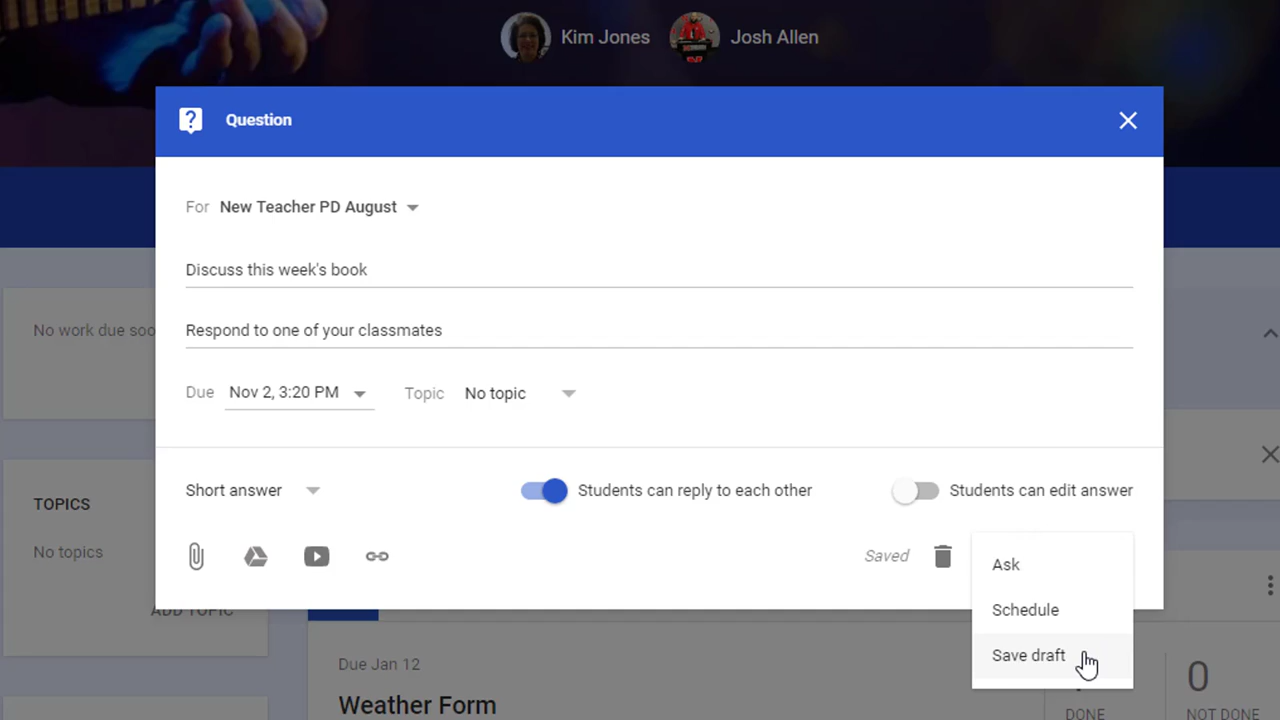 Kim Jones
Josh Allen
Question
For New Teacher PD August
Discuss this week's book
No work due soo
Respond to one of your classmates
Due Nov 2, 3:20 PM Topic No topic
Short answer Students can reply to each other Students can edit answer
TOPICS
No topics
Saved
Ask
Schedule
Save draft
ADD TOPIC
Due Jan 12
Weather Form
0
DONE NOT DONE